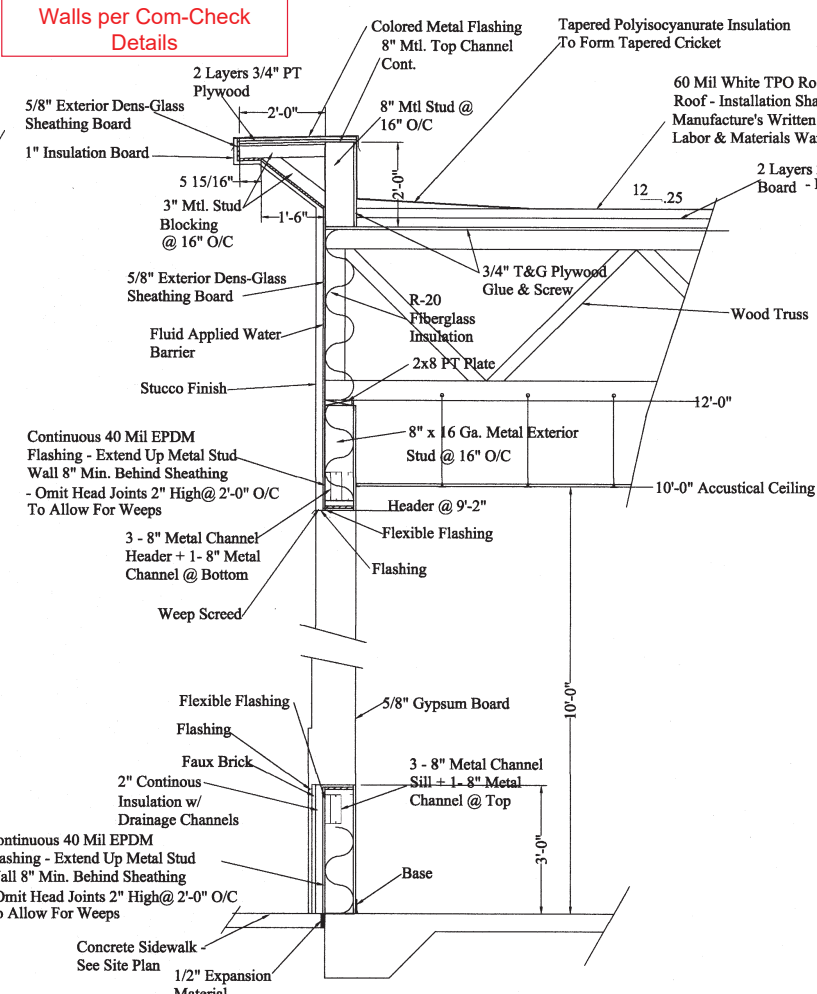 Walls per Com-Check
Details
Colored Metal Flashing
8" Mtl. Top Channel
Cont.
Tapered Polyisocyanurate Insulation
To Form Tapered Cricket
2 Layers 3/4" PT
Plywood
5/8" Exterior Dens-Glass
Sheathing Board
2'-0"
8" Mtl Stud @
16" O/C
60 Mil White TPO Ro
Roof - Installation Sha
Manufacture's Written
Labor & Materials Wa
1" Insulation Board
2 Layers
Board -
5 15/16"
2'-0"
12
.25
3" Mtl. Stud
Blocking
@ 16" O/C
1'-6"
5/8" Exterior Dens-Glass
Sheathing Board
3/4" T&G Plywood
Glue & Screw
R-20
Fiberglass
Insulation
Wood Truss
Fluid Applied Water
Barrier
2x8 PT Plate
Stucco Finish
12'-0"
Continuous 40 Mil EPDM
Flashing - Extend Up Metal Stud
Wall 8" Min. Behind Sheathing
- Omit Head Joints 2" High@ 2'-0" O/C
To Allow For Weeps
8" x 16 Ga. Metal Exterior
Stud @ 16" O/C
10'-0" Accustical Ceiling
Header @ 9'-2"
3 - 8" Metal Channel
Header + 1- 8" Metal
Channel @ Bottom
Flexible Flashing
Flashing
Weep Screed
Flexible Flashing
5/8" Gypsum Board
10'-0"
Flashing
Faux Brick
2" Continous
Insulation w/
Drainage Channels
3 - 8" Metal Channel
Sill + 1- 8" Metal
Channel @ Top
3'-0"
ontinuous 40 Mil EPDM
ashing - Extend Up Metal Stud
all 8" Min. Behind Sheathing
Omit Head Joints 2" High@ 2'-0" O/C
o Allow For Weeps
Base
Concrete Sidewalk -
See Site Plan
1/2" Expansion
Material